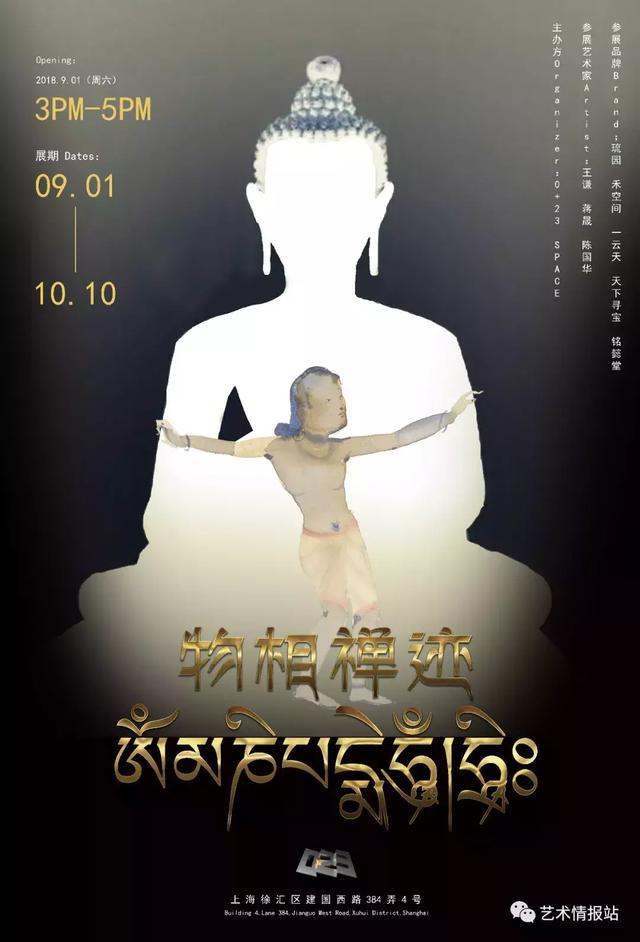 Opening:
2018.9.01（周六）
3PM—5PM
展期 Dates:
09.01
10.10
参展品牌Brand:琉园 禾空间 一云天 天下寻宝 铭懿堂
参展艺术家Artist:王谦 蒋晟 陈国华
主办方Organizer:0+23 SPACE
物相禅迹
ཨོཾ་མ་ཎི་པདྨེ་ཧཱུྃ་ཧྲཱིཿ
上海徐汇区建国西路384弄4号
Building 4,Lane 384,Jianguo West Road,Xuhui District,Shanghai
艺术情报站